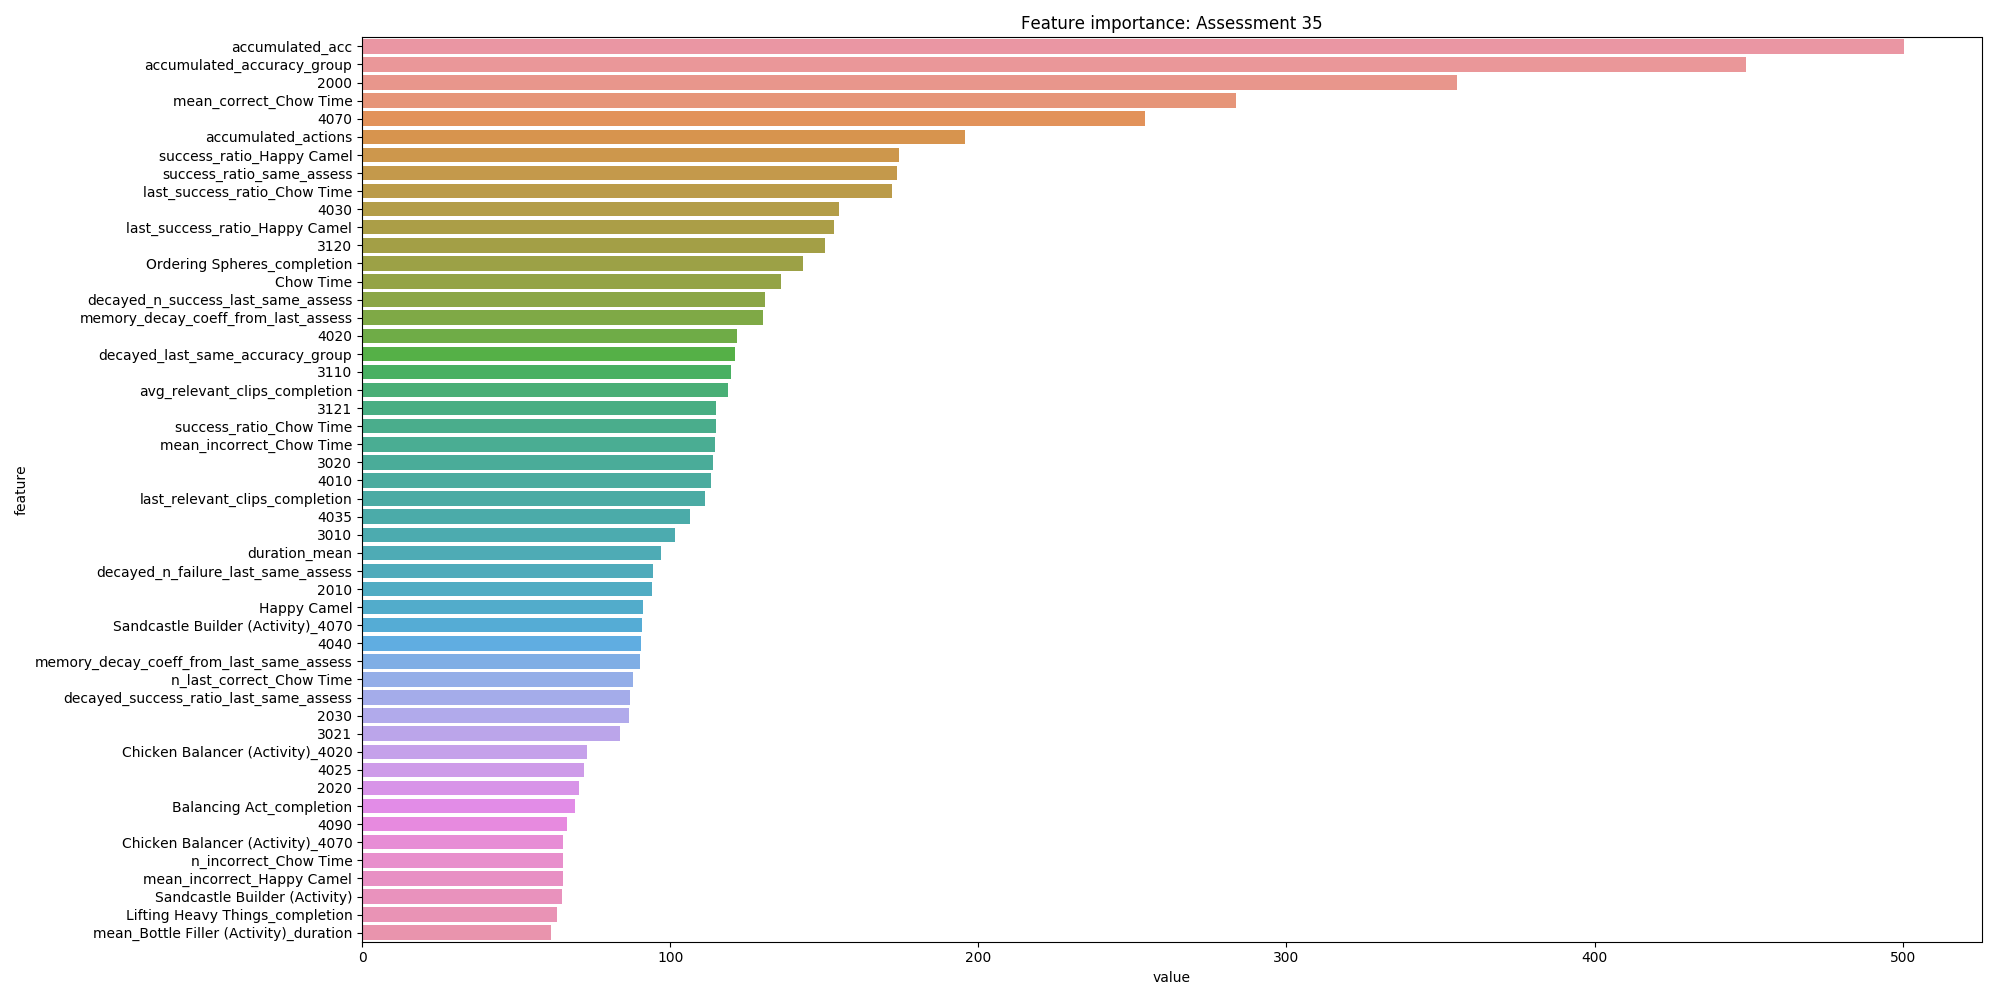 Feature importance: Assessment 35
accumulated_acc
accumulated_accuracy_group
2000
mean_correct_Chow Time
4070
accumulated_actions
success_ratio_Happy Camel
success_ratio_same_assess
last_success_ratio_Chow Time
4030
last_success_ratio_Happy Camel
3120
Ordering Spheres_completion
Chow Time
decayed_n_success_last_same_assess
memory_decay_coeff_from_last_assess
4020
decayed_last_same_accuracy_group
3110
avg_relevant_clips_completion
3121
success_ratio_Chow Time
mean_incorrect_Chow Time
3020
4010
last_relevant_clips_completion
4035
3010
duration_mean
decayed_n_failure_last_same_assess
2010
Happy Camel
Sandcastle Builder (Activity)_4070
4040
memory_decay_coeff_from_last_same_assess
n_last_correct_Chow Time
decayed_success_ratio_last_same_assess
2030
3021
Chicken Balancer (Activity)_4020
4025
2020
Balancing Act_completion
4090
Chicken Balancer (Activity)_4070
n_incorrect_Chow Time
mean_incorrect_Happy Camel
Sandcastle Builder (Activity)
Lifting Heavy Things_completion
mean_Bottle Filler (Activity)_duration
feature
0 100 200 300 400 500
value